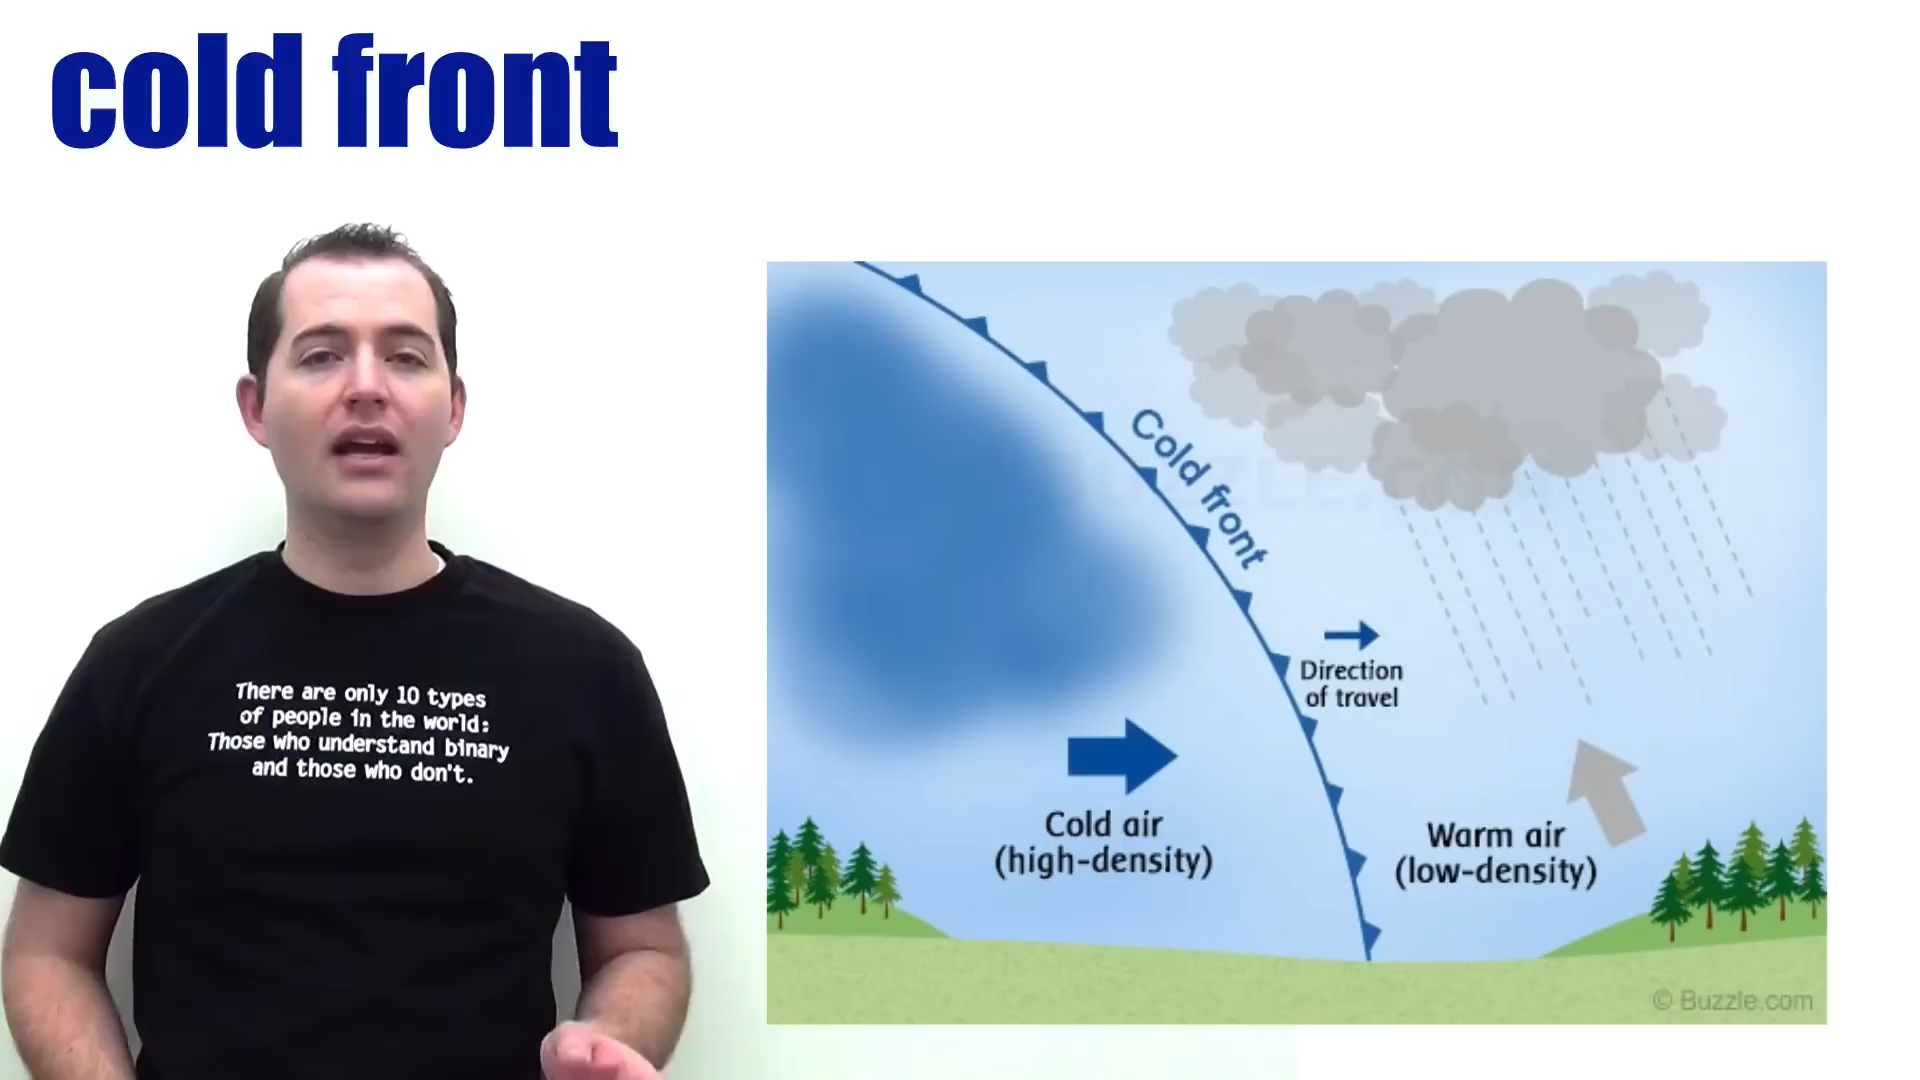 cold front
There are only 10 types
of people in the world:
Those who understand binary
and those who don't.
Cold front
Direction
of travel
Cold air
(high-density)
Warm air
(low-density)
© Buzzle.com